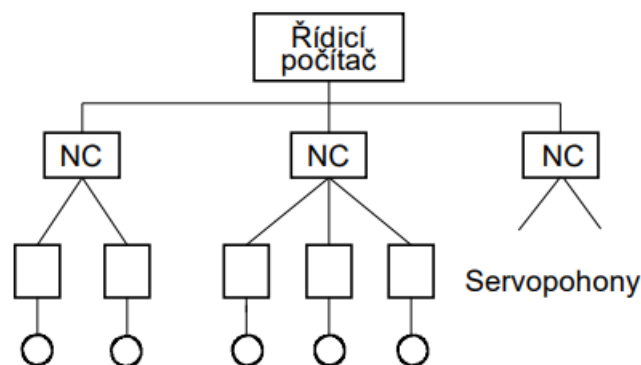 Řídicí
počítač
NC
NC
NC
Servopohony